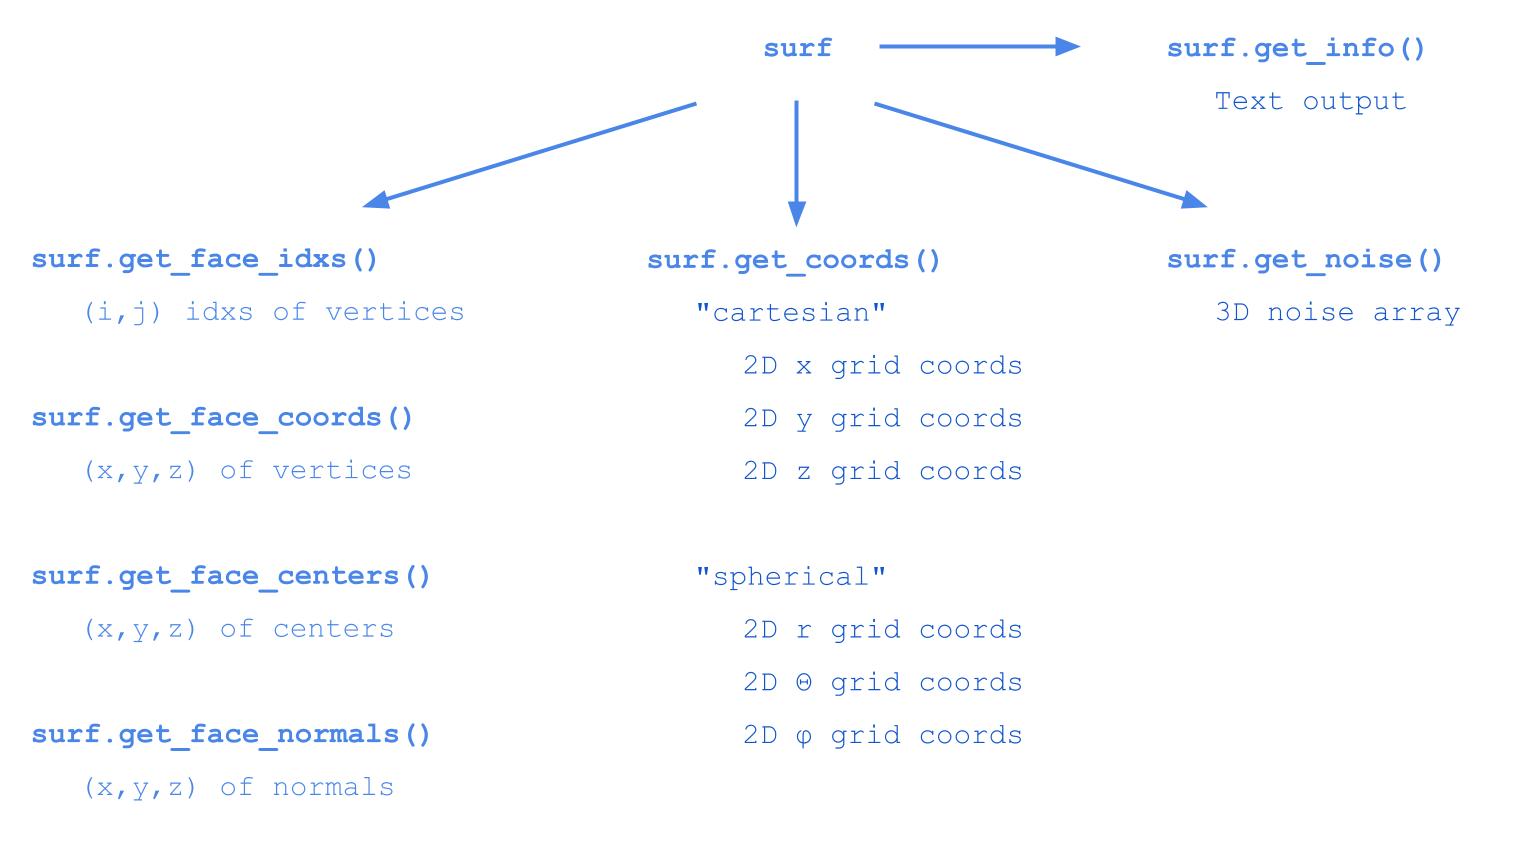 surf
surf.get_info()
Text output
surf.get_face_idxs()
(i,j) idxs of vertices
surf.get_face_coords()
(x,y,z) of vertices
surf.get_face_centers()
(x,y,z) of centers
surf.get_face_normals()
(x,y,z) of normals
surf.get_coords()
"cartesian"
2D x grid coords
2D y grid coords
2D z grid coords
"spherical"
2D r grid coords
2D Θ grid coords
2D φ grid coords
surf.get_noise()
3D noise array